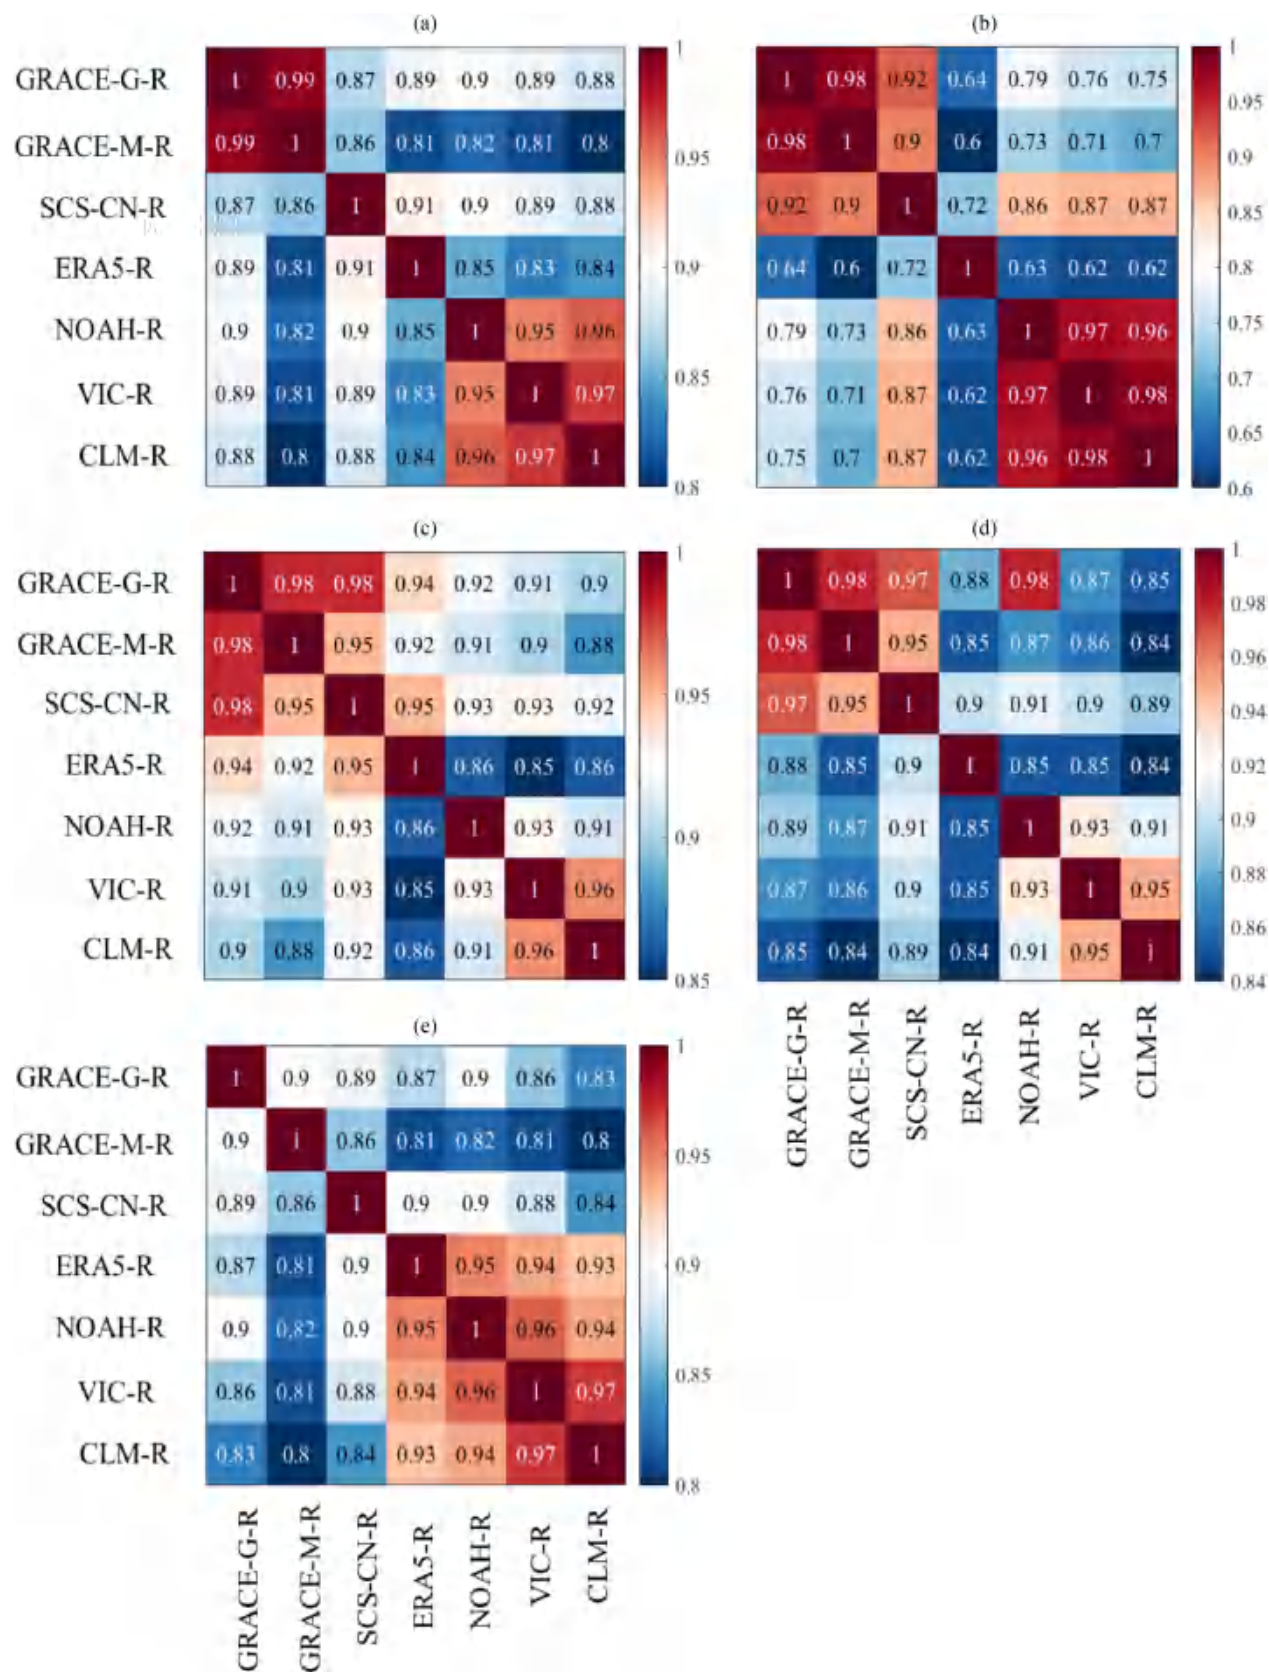 (a)
GRACE-G-R 1 0.99 0.87 0.89 0.9 0.89 0.88
GRACE-M-R 0.99 1 0.86 0.81 0.82 0.81 0.8
SCS-CN-R 0.87 0.86 1 0.91 0.9 0.89 0.88
ERA5-R 0.89 0.81 0.91 1 0.85 0.83 0.84
NOAH-R 0.9 0.82 0.9 0.85 1 0.95 0.96
VIC-R 0.89 0.81 0.89 0.83 0.95 1 0.97
CLM-R 0.88 0.8 0.88 0.84 0.96 0.97 1
1
0.95
0.9
0.85
0.8
(b)
1 0.98 0.92 0.64 0.79 0.76 0.75
0.98 1 0.9 0.6 0.73 0.71 0.7
0.92 0.9 1 0.72 0.86 0.87 0.87
0.64 0.6 0.72 1 0.63 0.62 0.62
0.79 0.73 0.86 0.63 1 0.97 0.96
0.76 0.71 0.87 0.62 0.97 1 0.98
0.75 0.7 0.87 0.62 0.96 0.98 1
1
0.95
0.9
0.85
0.8
0.75
0.7
0.65
0.6
(c)
GRACE-G-R 1 0.98 0.98 0.94 0.92 0.91 0.9
GRACE-M-R 0.98 1 0.95 0.92 0.91 0.9 0.88
SCS-CN-R 0.98 0.95 1 0.95 0.93 0.93 0.92
ERA5-R 0.94 0.92 0.95 1 0.86 0.85 0.86
NOAH-R 0.92 0.91 0.93 0.86 1 0.93 0.91
VIC-R 0.91 0.9 0.93 0.85 0.93 1 0.96
CLM-R 0.9 0.88 0.92 0.86 0.91 0.96 1
1
0.95
0.9
0.85
(d)
1 0.98 0.97 0.88 0.98 0.87 0.85
0.98 1 0.95 0.85 0.87 0.86 0.84
0.97 0.95 1 0.9 0.91 0.9 0.89
0.88 0.85 0.9 1 0.85 0.85 0.84
0.89 0.87 0.91 0.85 1 0.93 0.91
0.87 0.86 0.9 0.85 0.93 1 0.95
0.85 0.84 0.89 0.84 0.91 0.95 1
1
0.98
0.96
0.94
0.92
0.9
0.88
0.86
0.84
GRACE-G-R
GRACE-M-R
SCS-CN-R
ERA5-R
NOAH-R
VIC-R
CLM-R
(e)
GRACE-G-R 1 0.9 0.89 0.87 0.9 0.86 0.83
GRACE-M-R 0.9 1 0.86 0.81 0.82 0.81 0.8
SCS-CN-R 0.89 0.86 1 0.9 0.9 0.88 0.84
ERA5-R 0.87 0.81 0.9 1 0.95 0.94 0.93
NOAH-R 0.9 0.82 0.9 0.95 1 0.96 0.94
VIC-R 0.86 0.81 0.88 0.94 0.96 1 0.97
CLM-R 0.83 0.8 0.84 0.93 0.94 0.97 1
1
0.95
0.9
0.85
0.8
GRACE-G-R
GRACE-M-R
SCS-CN-R
ERA5-R
NOAH-R
VIC-R
CLM-R